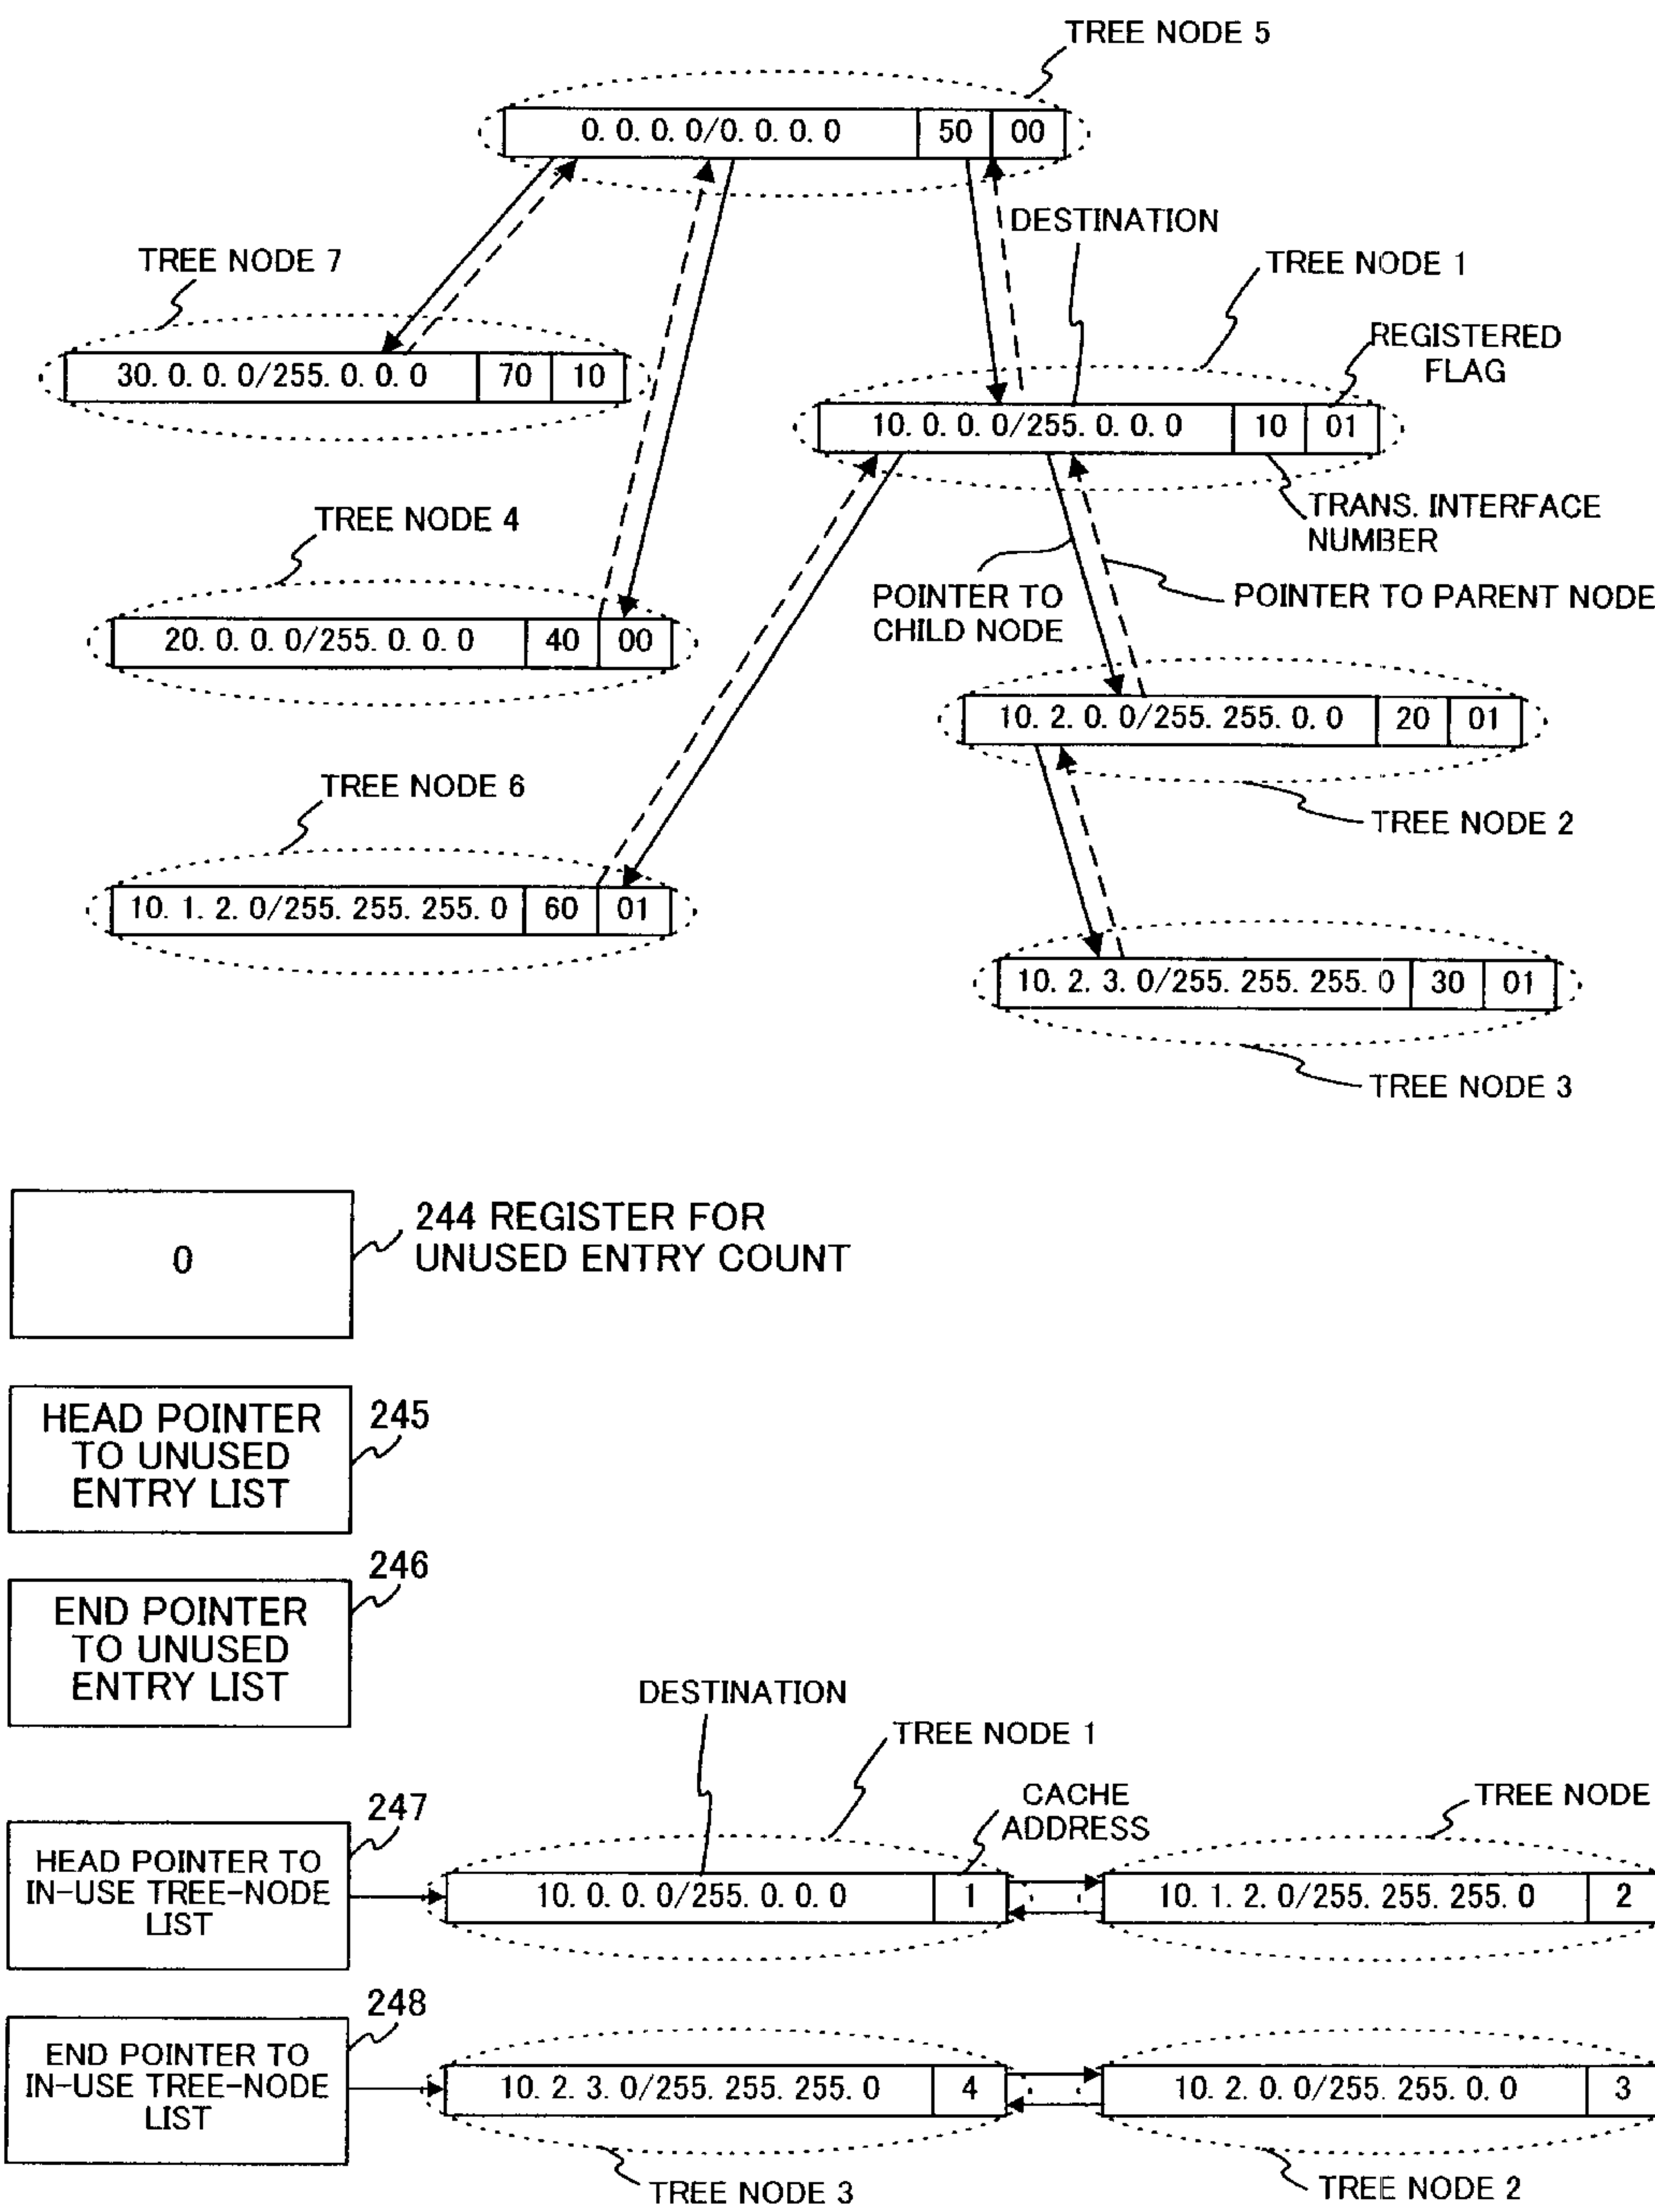 TREE NODE 5
0. 0. 0. 0/0. 0. 0. 0 50 00
DESTINATION
TREE NODE 7
TREE NODE 1
30. 0. 0. 0/255. 0. 0. 0 70 10
REGISTERED
FLAG
10. 0. 0. 0/255. 0. 0. 0 10 01
TREE NODE 4
TRANS. INTERFACE
NUMBER
POINTER TO
CHILD NODE
POINTER TO PARENT NODE
20. 0. 0. 0/255. 0. 0. 0 40 00
10. 2. 0. 0/255. 255. 0. 0 20 01
TREE NODE 6
TREE NODE 2
10. 1. 2. 0/255. 255. 255. 0 60 01
10. 2. 3. 0/255. 255. 255. 0 30 01
TREE NODE 3
0
244 REGISTER FOR
UNUSED ENTRY COUNT
HEAD POINTER
TO UNUSED
ENTRY LIST
245
END POINTER
TO UNUSED
ENTRY LIST
246
DESTINATION
TREE NODE 1
CACHE
ADDRESS
TREE NODE
247
HEAD POINTER TO
IN-USE TREE-NODE
LIST
10. 0. 0. 0/255. 0. 0. 0 1
10. 1. 2. 0/255. 255. 255. 0 2
248
END POINTER TO
IN-USE TREE-NODE
LIST
10. 2. 3. 0/255. 255. 255. 0 4
10. 2. 0. 0/255. 255. 0. 0 3
TREE NODE 3
TREE NODE 2